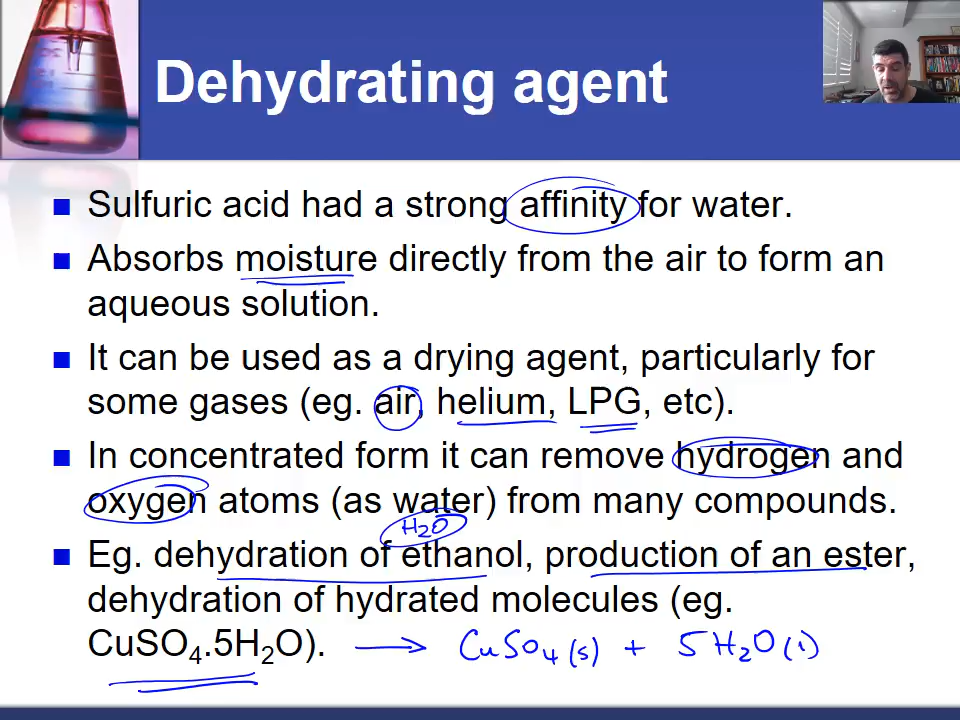 Dehydrating agent
■ Sulfuric acid had a strong affinity for water.
■ Absorbs moisture directly from the air to form an
aqueous solution.
■ It can be used as a drying agent, particularly for
some gases (eg. air, helium, LPG, etc).
■ In concentrated form it can remove hydrogen and
oxygen atoms (as water) from many compounds.
H₂O
■ Eg. dehydration of ethanol, production of an ester,
dehydration of hydrated molecules (eg.
CuSO₄.5H₂O). → CuSO₄(s) + 5H₂O(l)